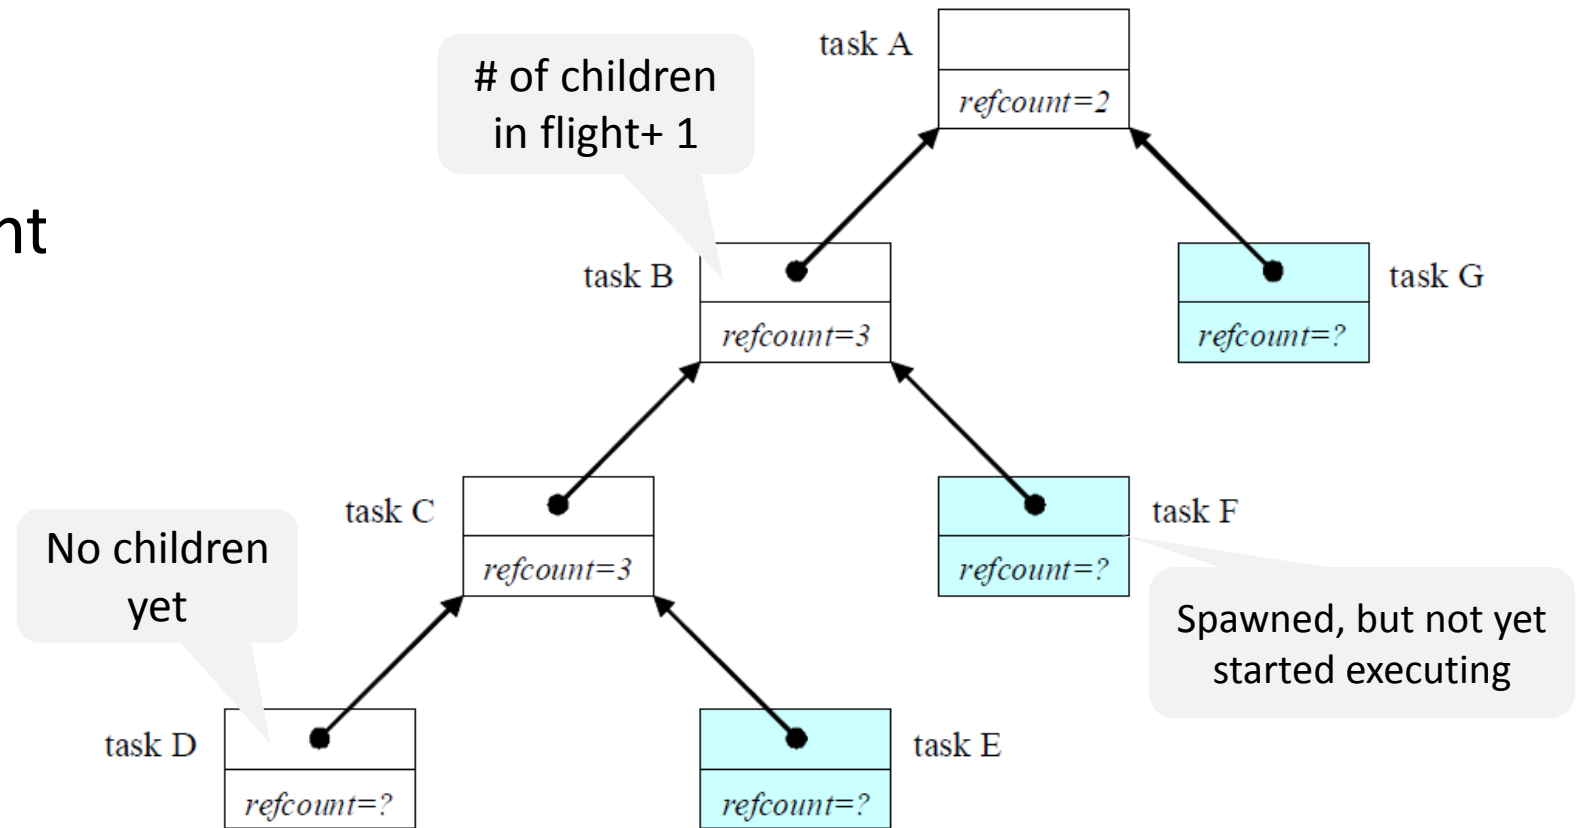 task A
refcount=2
# of children
in flight+ 1
nt
task B
refcount=3
task G
refcount=?
task C
refcount=3
task F
refcount=?
No children
yet
Spawned, but not yet
started executing
task D
refcount=?
task E
refcount=?